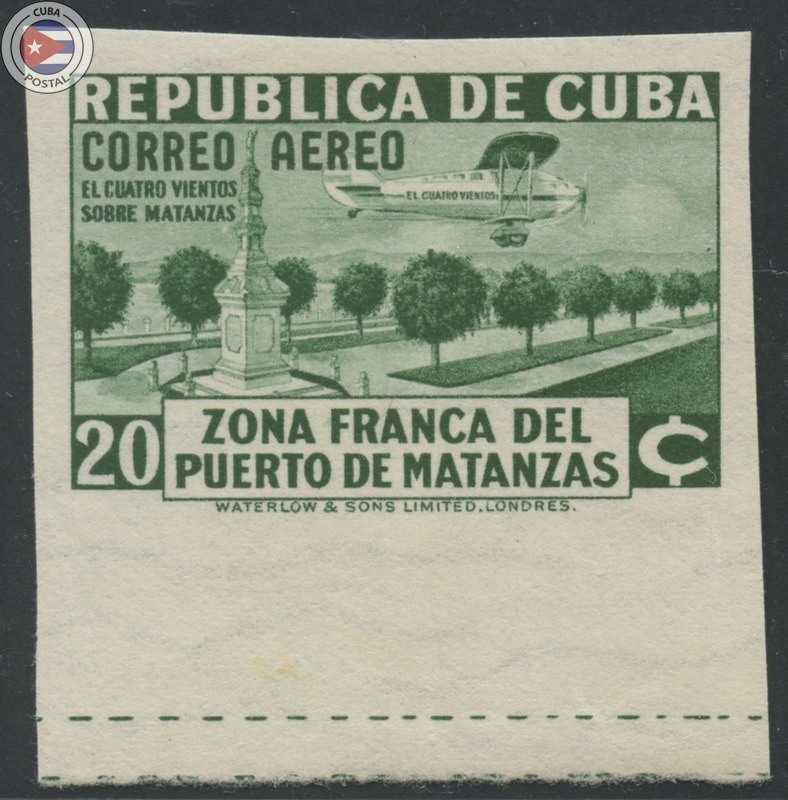 CUBA
POSTAL
REPUBLICA DE CUBA
CORREO AEREO
EL CUATRO VIENTOS
SOBRE MATANZAS
EL CUATRO VIENTOS
20 ZONA FRANCA DEL ¢
PUERTO DE MATANZAS
WATERLOW & SONS LIMITED. LONDRES.